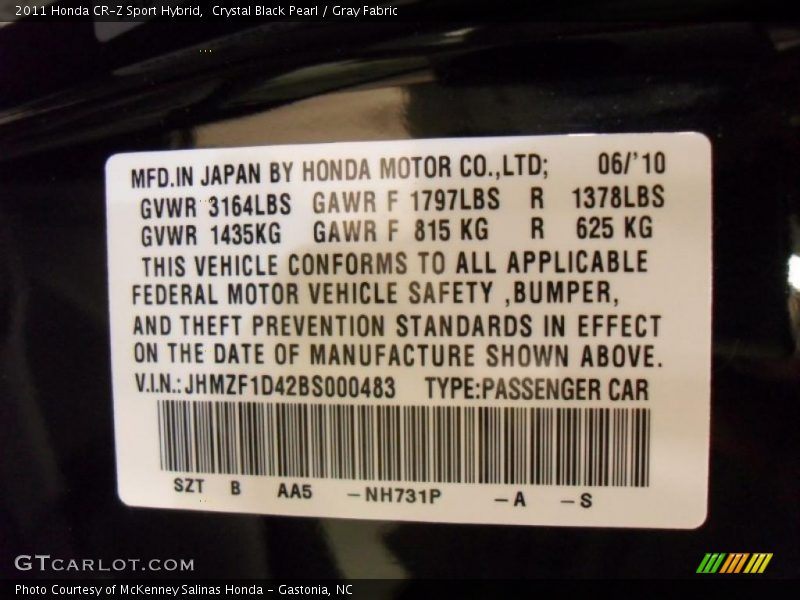 2011 Honda CR-Z Sport Hybrid,  Crystal Black Pearl / Gray Fabric
MFD.IN JAPAN BY HONDA MOTOR CO.,LTD; 06/'10
GVWR 3164LBS GAWR F 1797LBS R 1378LBS
GVWR 1435KG GAWR F 815 KG R 625 KG
THIS VEHICLE CONFORMS TO ALL APPLICABLE
FEDERAL MOTOR VEHICLE SAFETY ,BUMPER,
AND THEFT PREVENTION STANDARDS IN EFFECT
ON THE DATE OF MANUFACTURE SHOWN ABOVE.
V.I.N.:JHMZF1D42BS000483 TYPE:PASSENGER CAR
SZT B AA5 –NH731P –A –S
GTCARLOT.COM
Photo Courtesy of McKenney Salinas Honda - Gastonia, NC